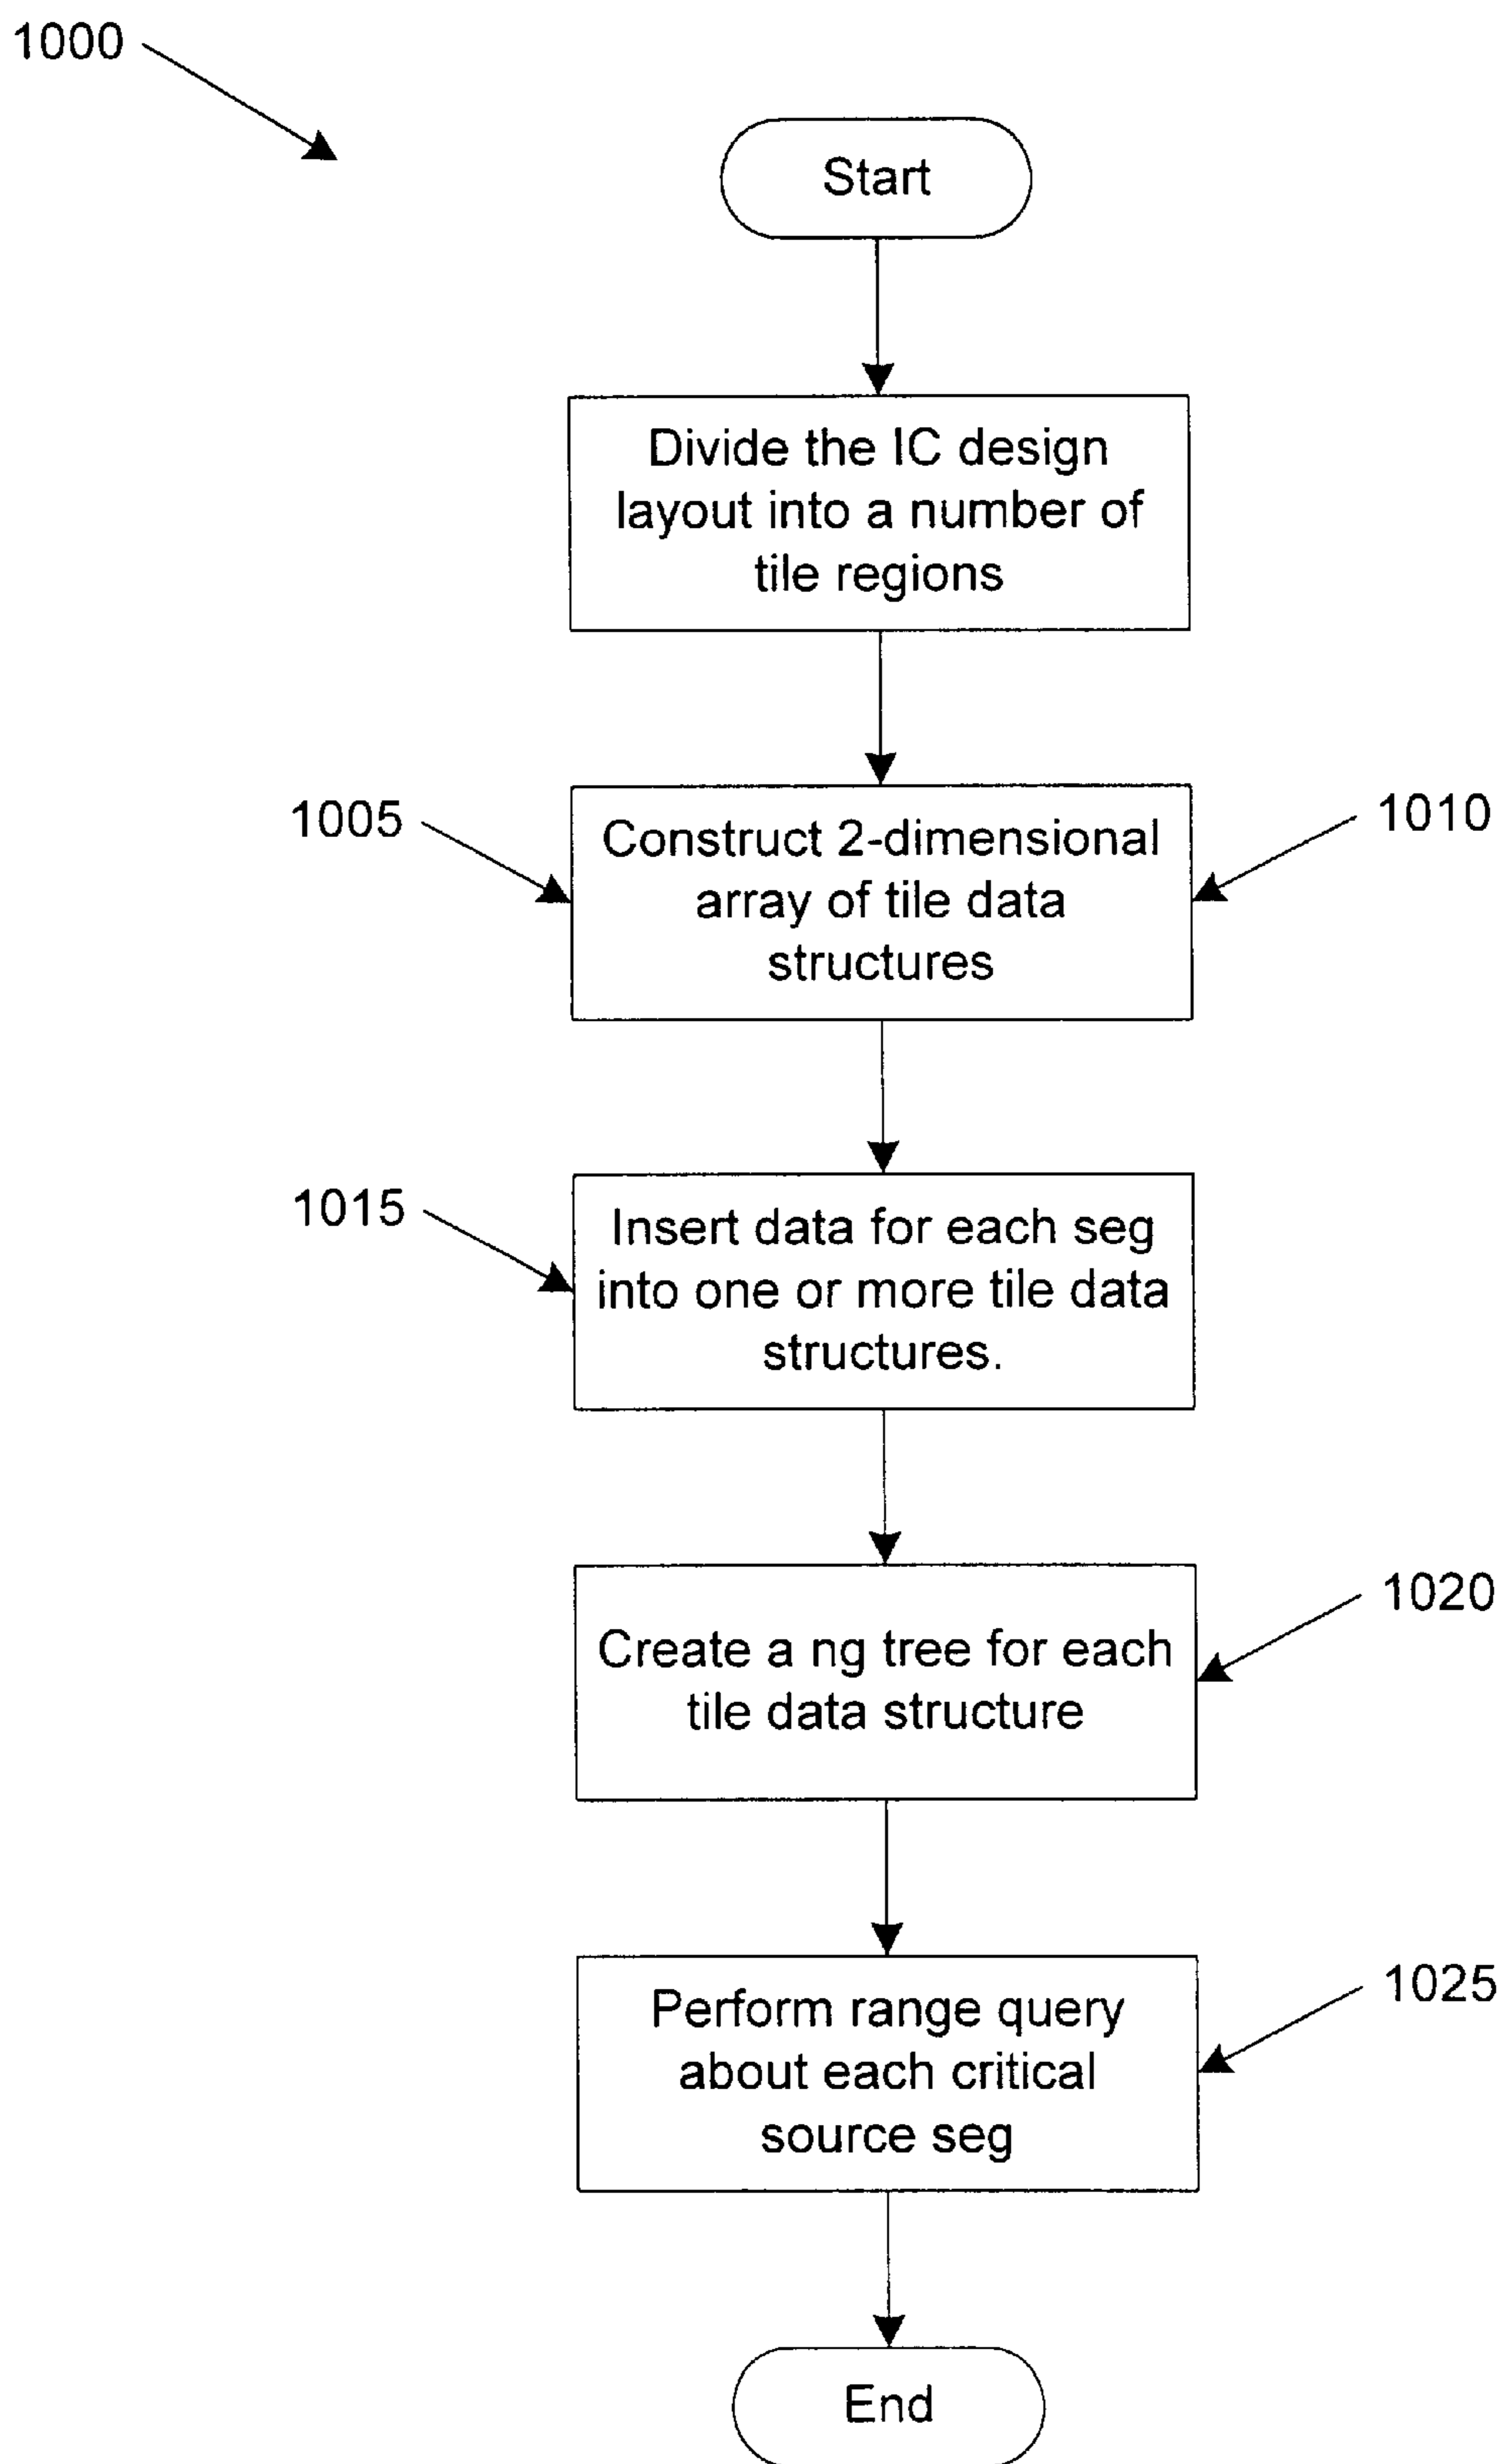 1000
Start
Divide the IC design
layout into a number of
tile regions
1005
1010
Construct 2-dimensional
array of tile data
structures
1015
Insert data for each seg
into one or more tile data
structures.
1020
Create a ng tree for each
tile data structure
1025
Perform range query
about each critical
source seg
End